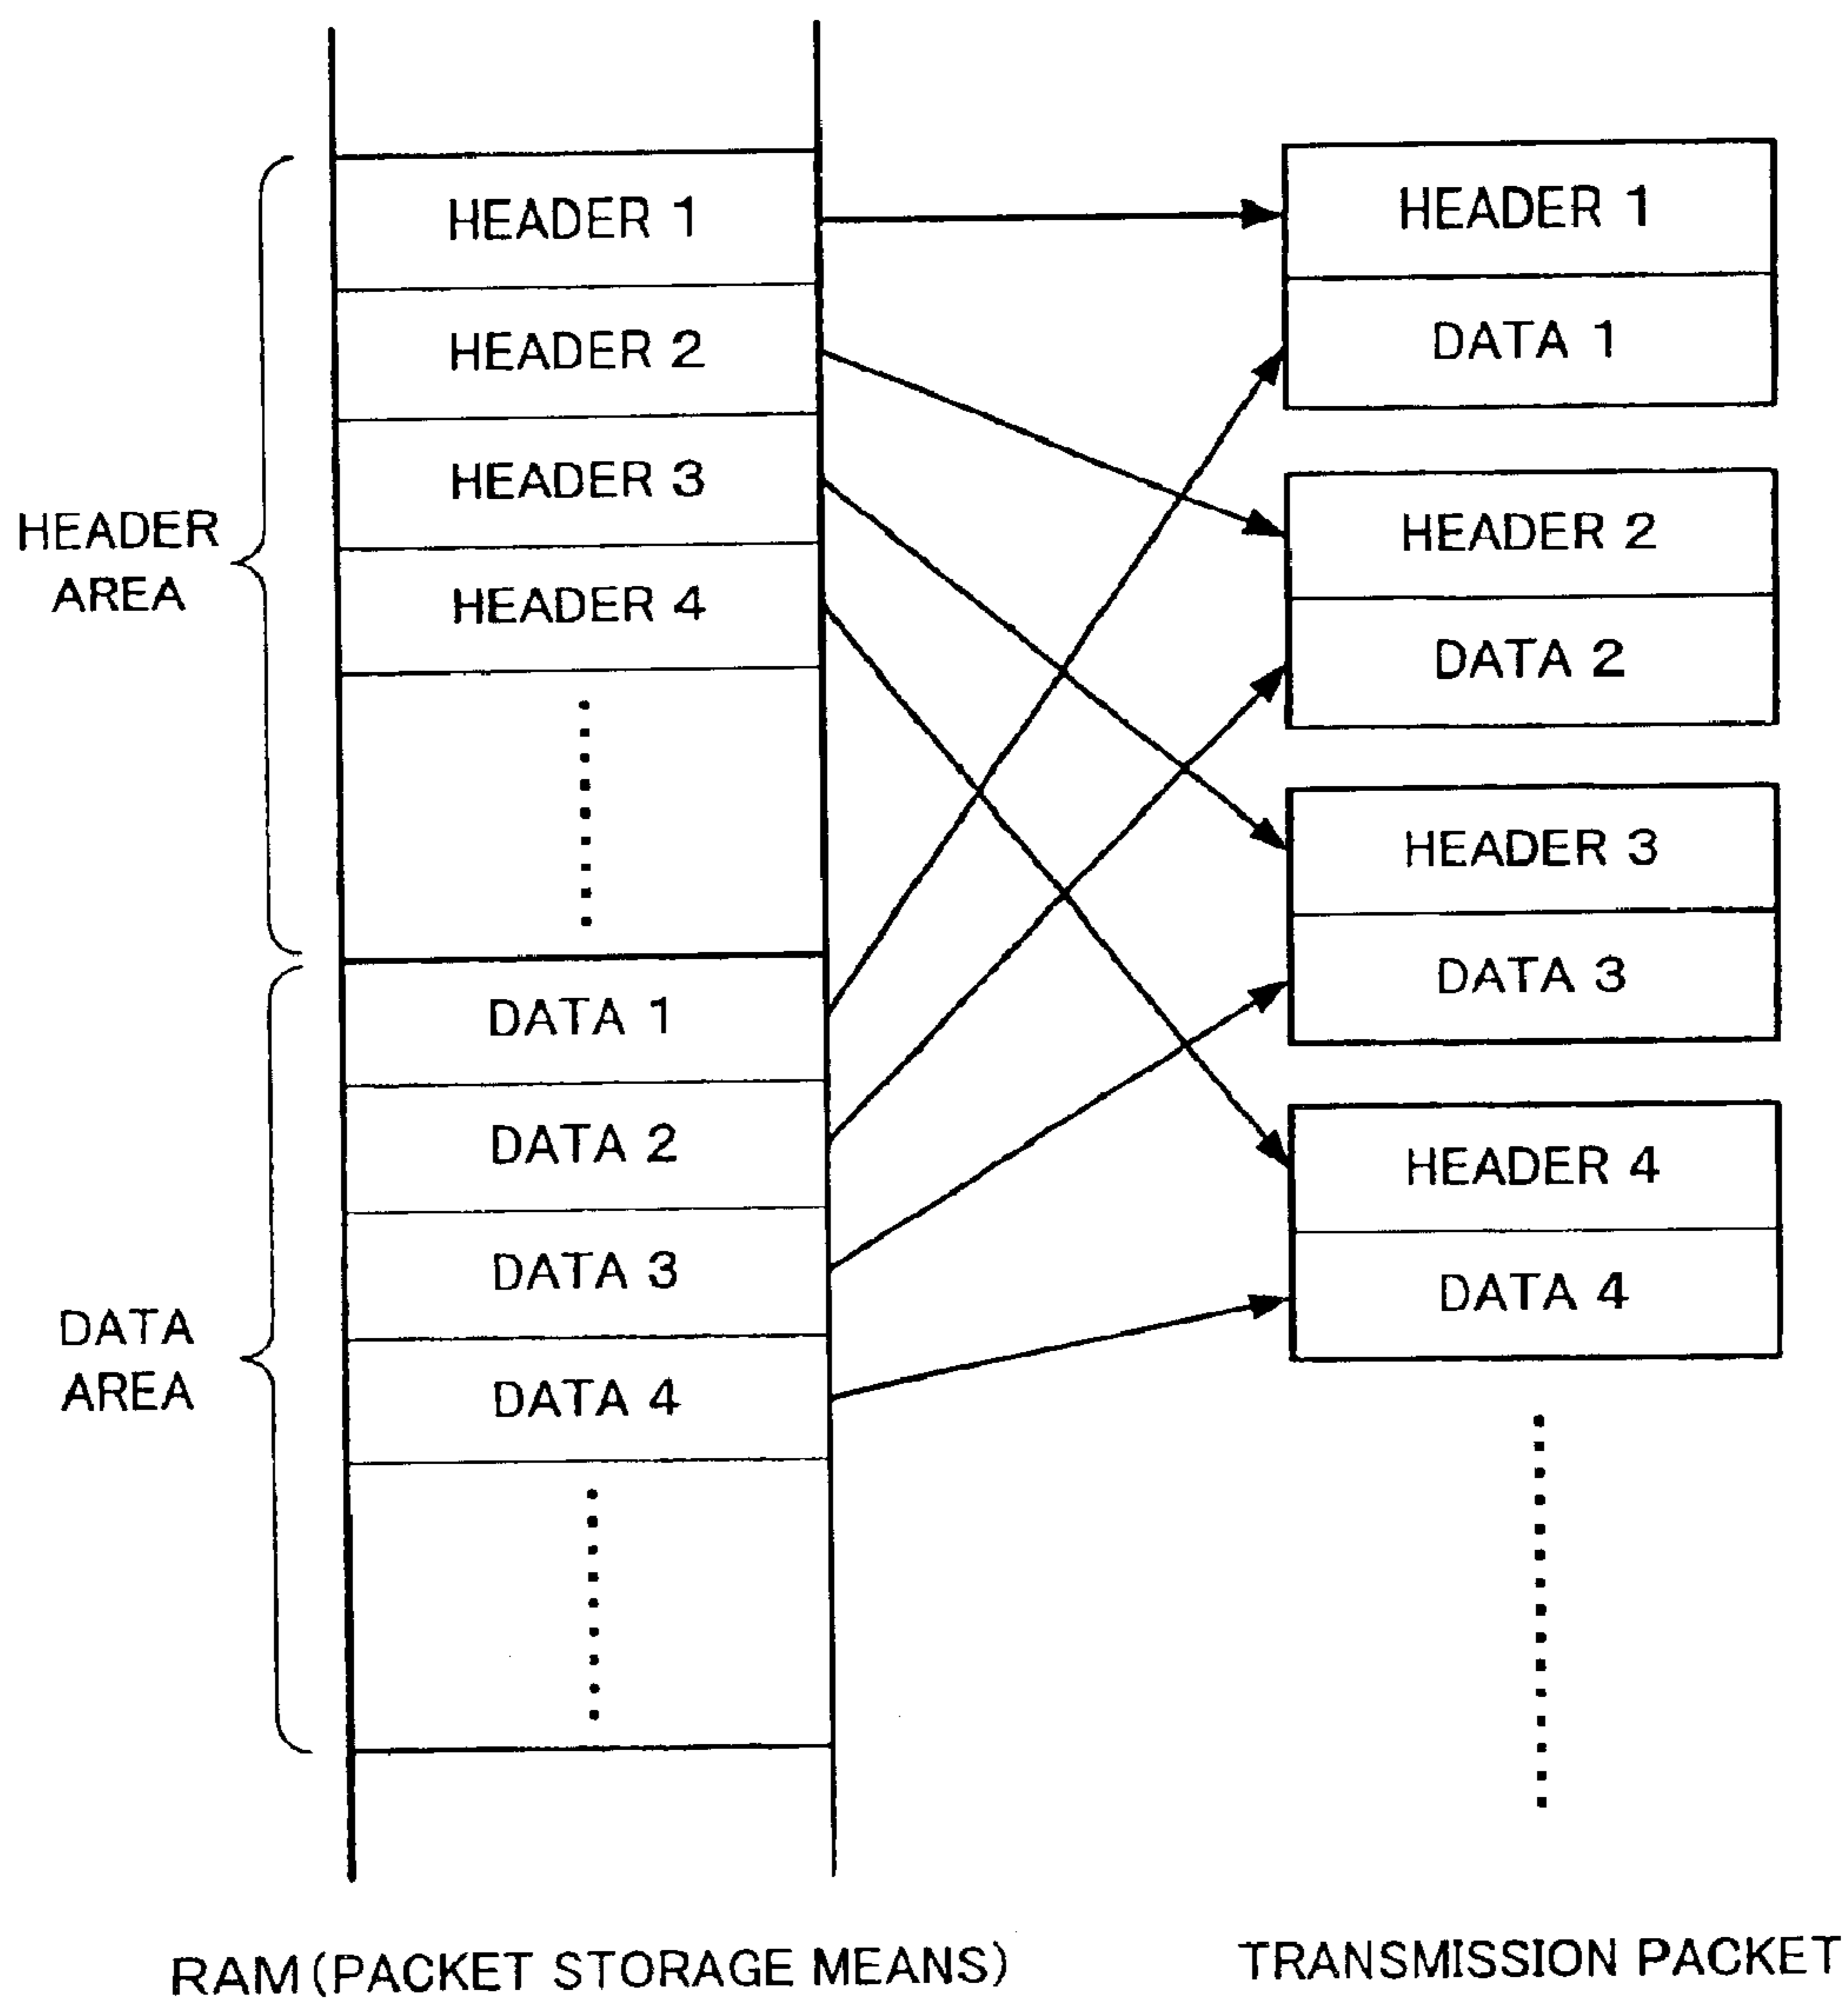 HEADER
AREA
DATA
AREA
HEADER 1
HEADER 2
HEADER 3
HEADER 4
DATA 1
DATA 2
DATA 3
DATA 4
HEADER 1
DATA 1
HEADER 2
DATA 2
HEADER 3
DATA 3
HEADER 4
DATA 4
RAM (PACKET STORAGE MEANS)
TRANSMISSION PACKET